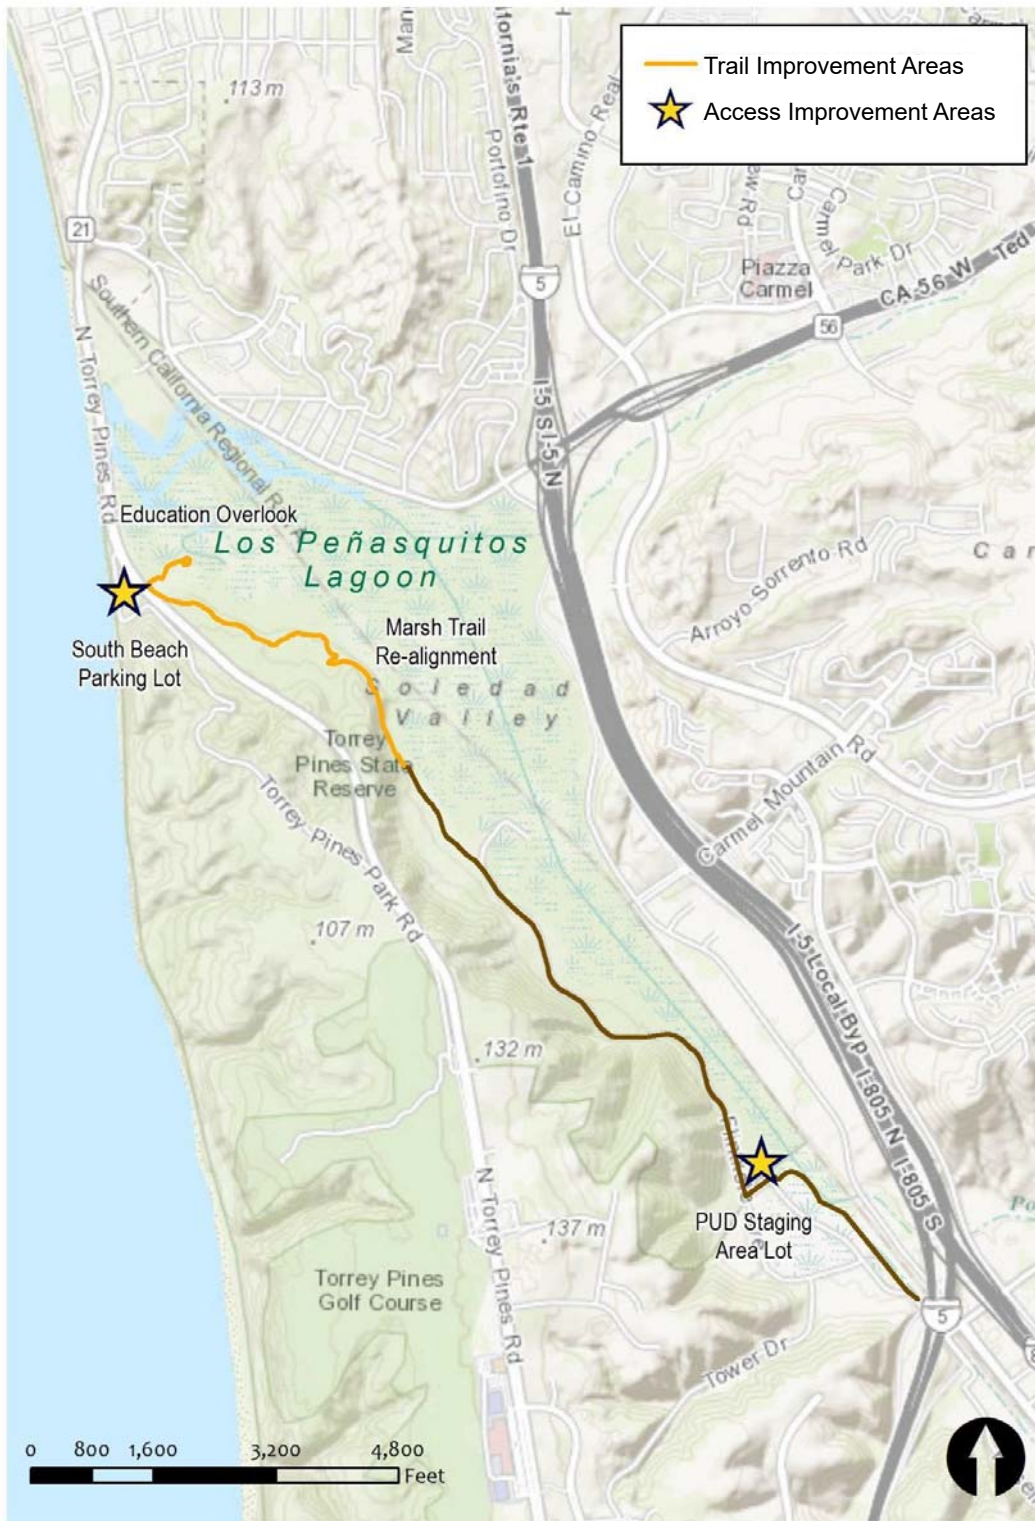 Trail Improvement Areas
Access Improvement Areas
113 m
Portofino Dr
El Camino Real
Carmel Park Dr
Piazza
Carmel
CA-56 W
Ted
21
5
56
N Torrey Pines Rd
Southern California Regional
I-5 S
I-5 N
Education Overlook
Los Peñasquitos
Lagoon
Arroyo Sorrento Rd
South Beach
Parking Lot
Marsh Trail
Re-alignment
Soledad
Valley
Torrey
Pines State
Reserve
Torrey Pines Park Rd
Carmel Mountain Rd
107 m
I-5 Local Byp
I-805 N
I-805 S
132 m
N Torrey Pines Rd
137 m
PUD Staging
Area Lot
Torrey Pines
Golf Course
Tower Dr
5
0 800 1,600 3,200 4,800
Feet